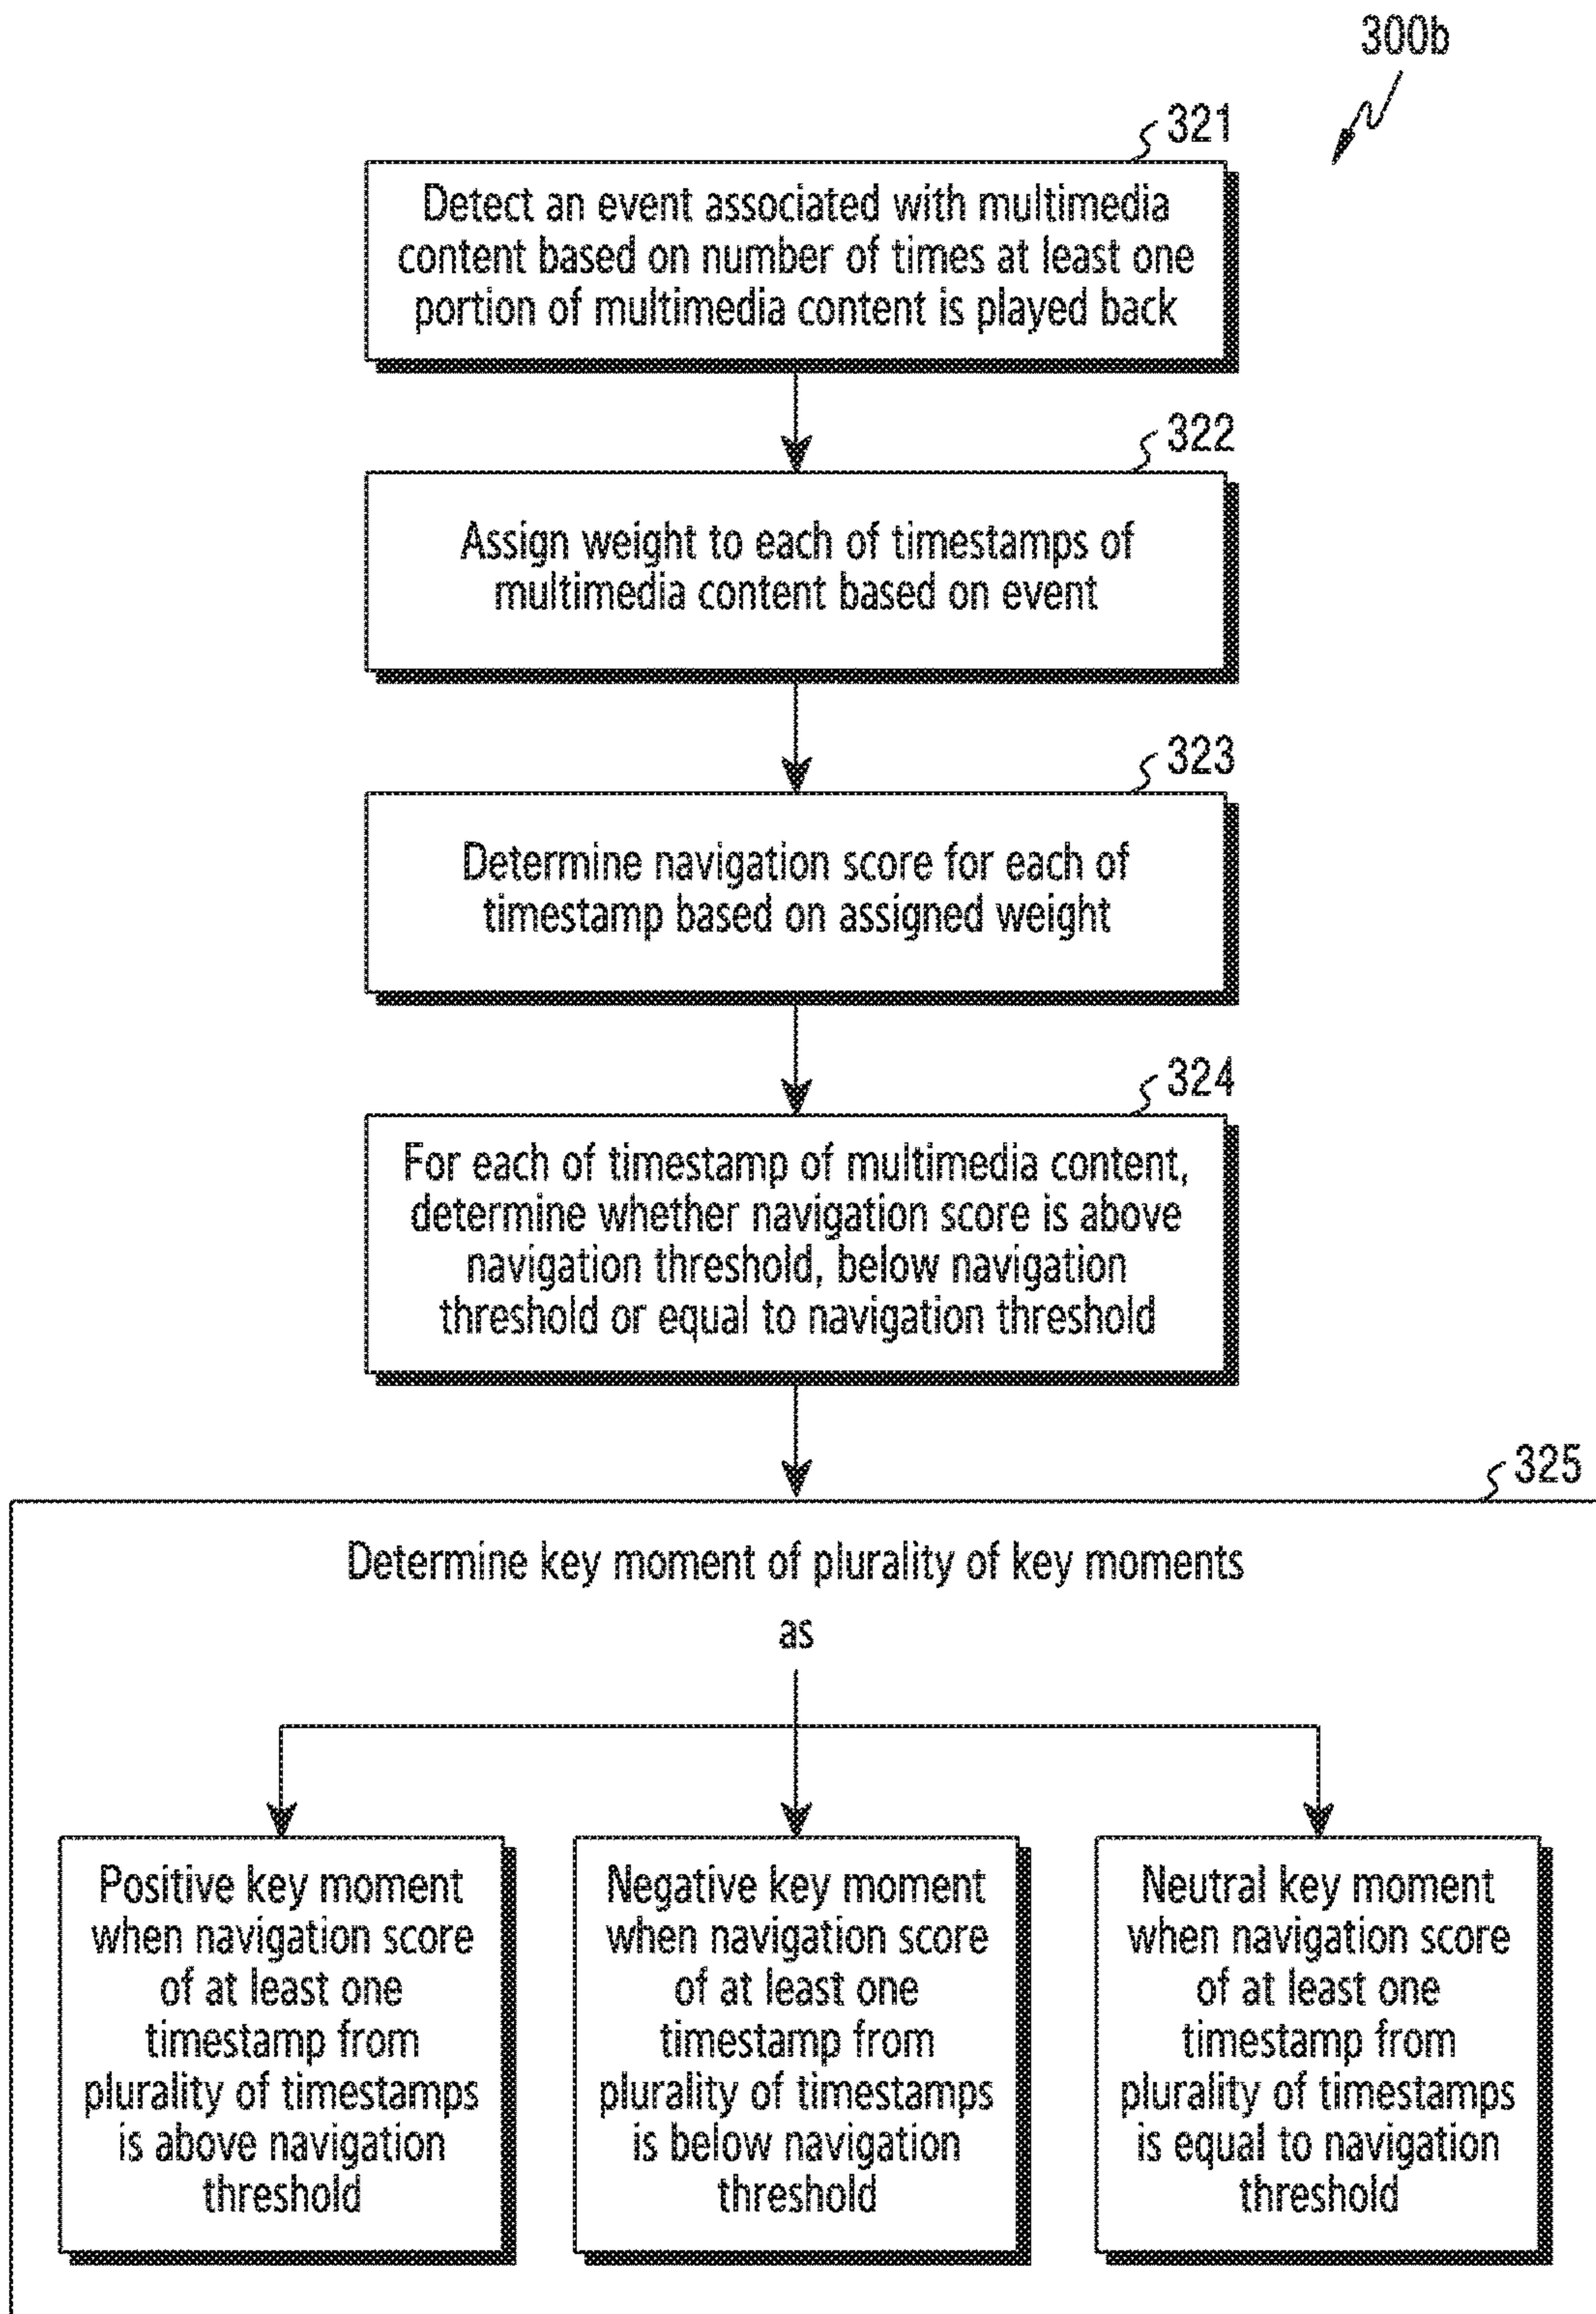 300b
321
Detect an event associated with multimedia
content based on number of times at least one
portion of multimedia content is played back
322
Assign weight to each of timestamps of
multimedia content based on event
323
Determine navigation score for each of
timestamp based on assigned weight
324
For each of timestamp of multimedia content,
determine whether navigation score is above
navigation threshold, below navigation
threshold or equal to navigation threshold
325
Determine key moment of plurality of key moments
as
Positive key moment
when navigation score
of at least one
timestamp from
plurality of timestamps
is above navigation
threshold
Negative key moment
when navigation score
of at least one
timestamp from
plurality of timestamps
is below navigation
threshold
Neutral key moment
when navigation score
of at least one
timestamp from
plurality of timestamps
is equal to navigation
threshold